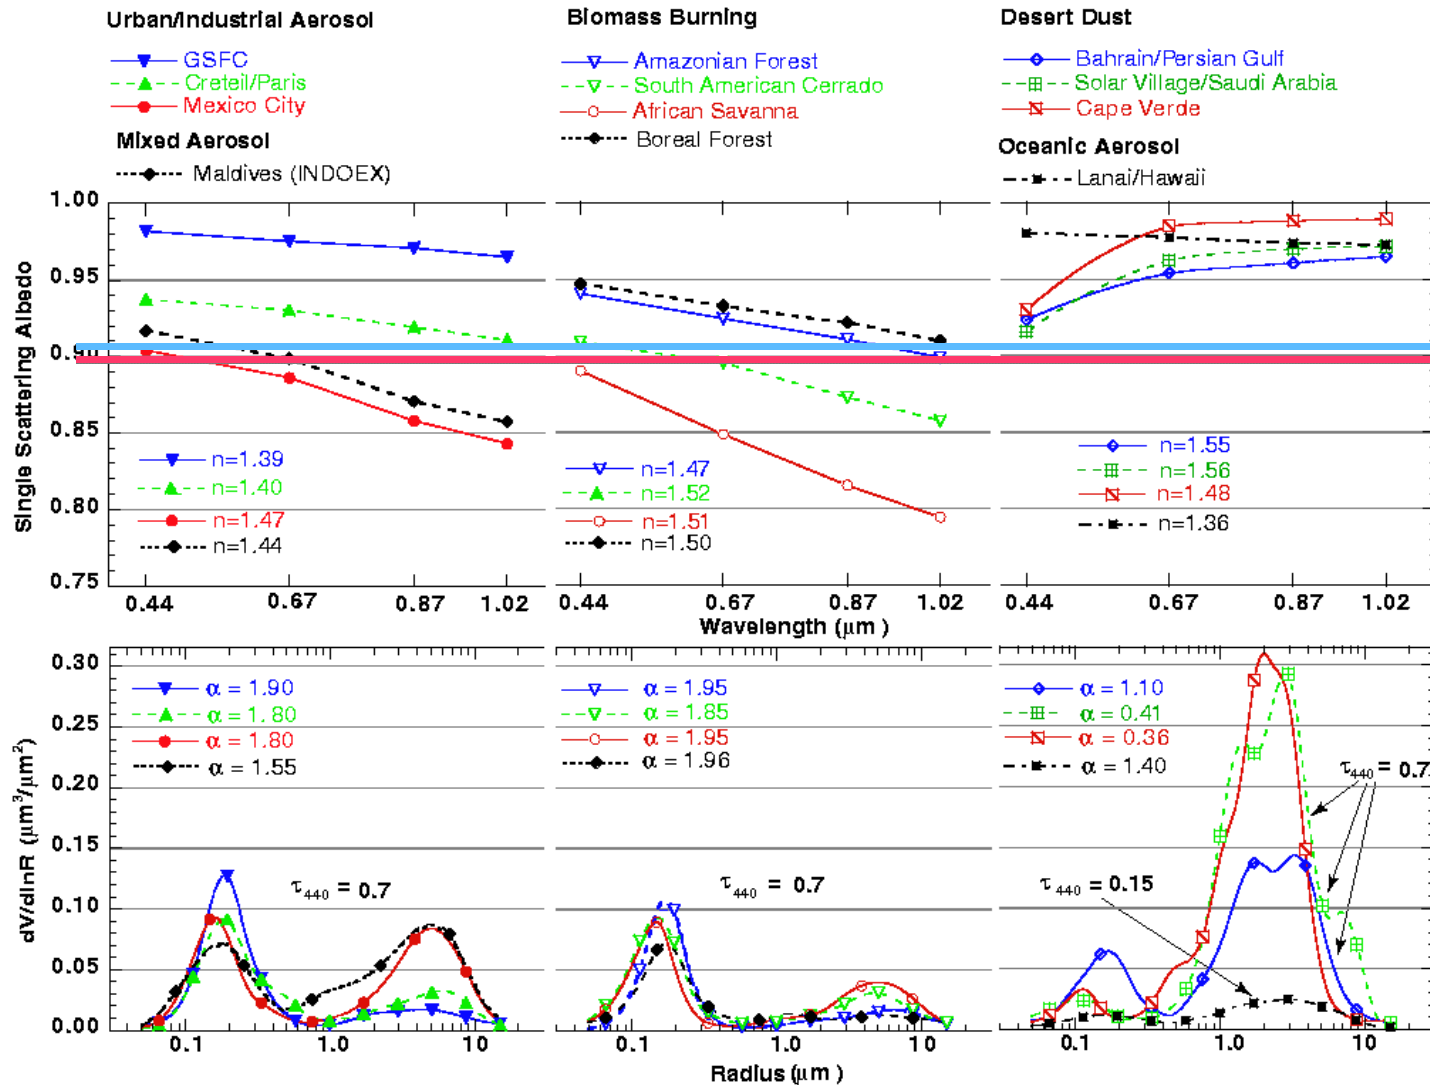 Urban/Industrial Aerosol
GSFC
Creteil/Paris
Mexico City
Mixed Aerosol
Maldives (INDOEX)
Biomass Burning
Amazonian Forest
South American Cerrado
African Savanna
Boreal Forest
Desert Dust
Bahrain/Persian Gulf
Solar Village/Saudi Arabia
Cape Verde
Oceanic Aerosol
Lanai/Hawaii
Single Scattering Albedo
1.00
0.95
0.85
0.80
0.75
n=1.39
n=1.40
n=1.47
n=1.44
n=1.47
n=1.52
n=1.51
n=1.50
n=1.55
n=1.56
n=1.48
n=1.36
0.44 0.67 0.87 1.02
0.44 0.67 0.87 1.02
0.44 0.67 0.87 1.02
Wavelength (μm )
dV/dlnR (μm³/μm²)
0.30
0.25
0.20
0.15
0.10
0.05
0.00
α = 1.90
α = 1.80
α = 1.80
α = 1.55
τ₄₄₀ = 0.7
α = 1.95
α = 1.85
α = 1.95
α = 1.96
τ₄₄₀ = 0.7
α = 1.10
α = 0.41
α = 0.36
α = 1.40
τ₄₄₀ = 0.7
τ₄₄₀ = 0.15
0.1 1.0 10
0.1 1.0 10
0.1 1.0 10
Radius (μm )